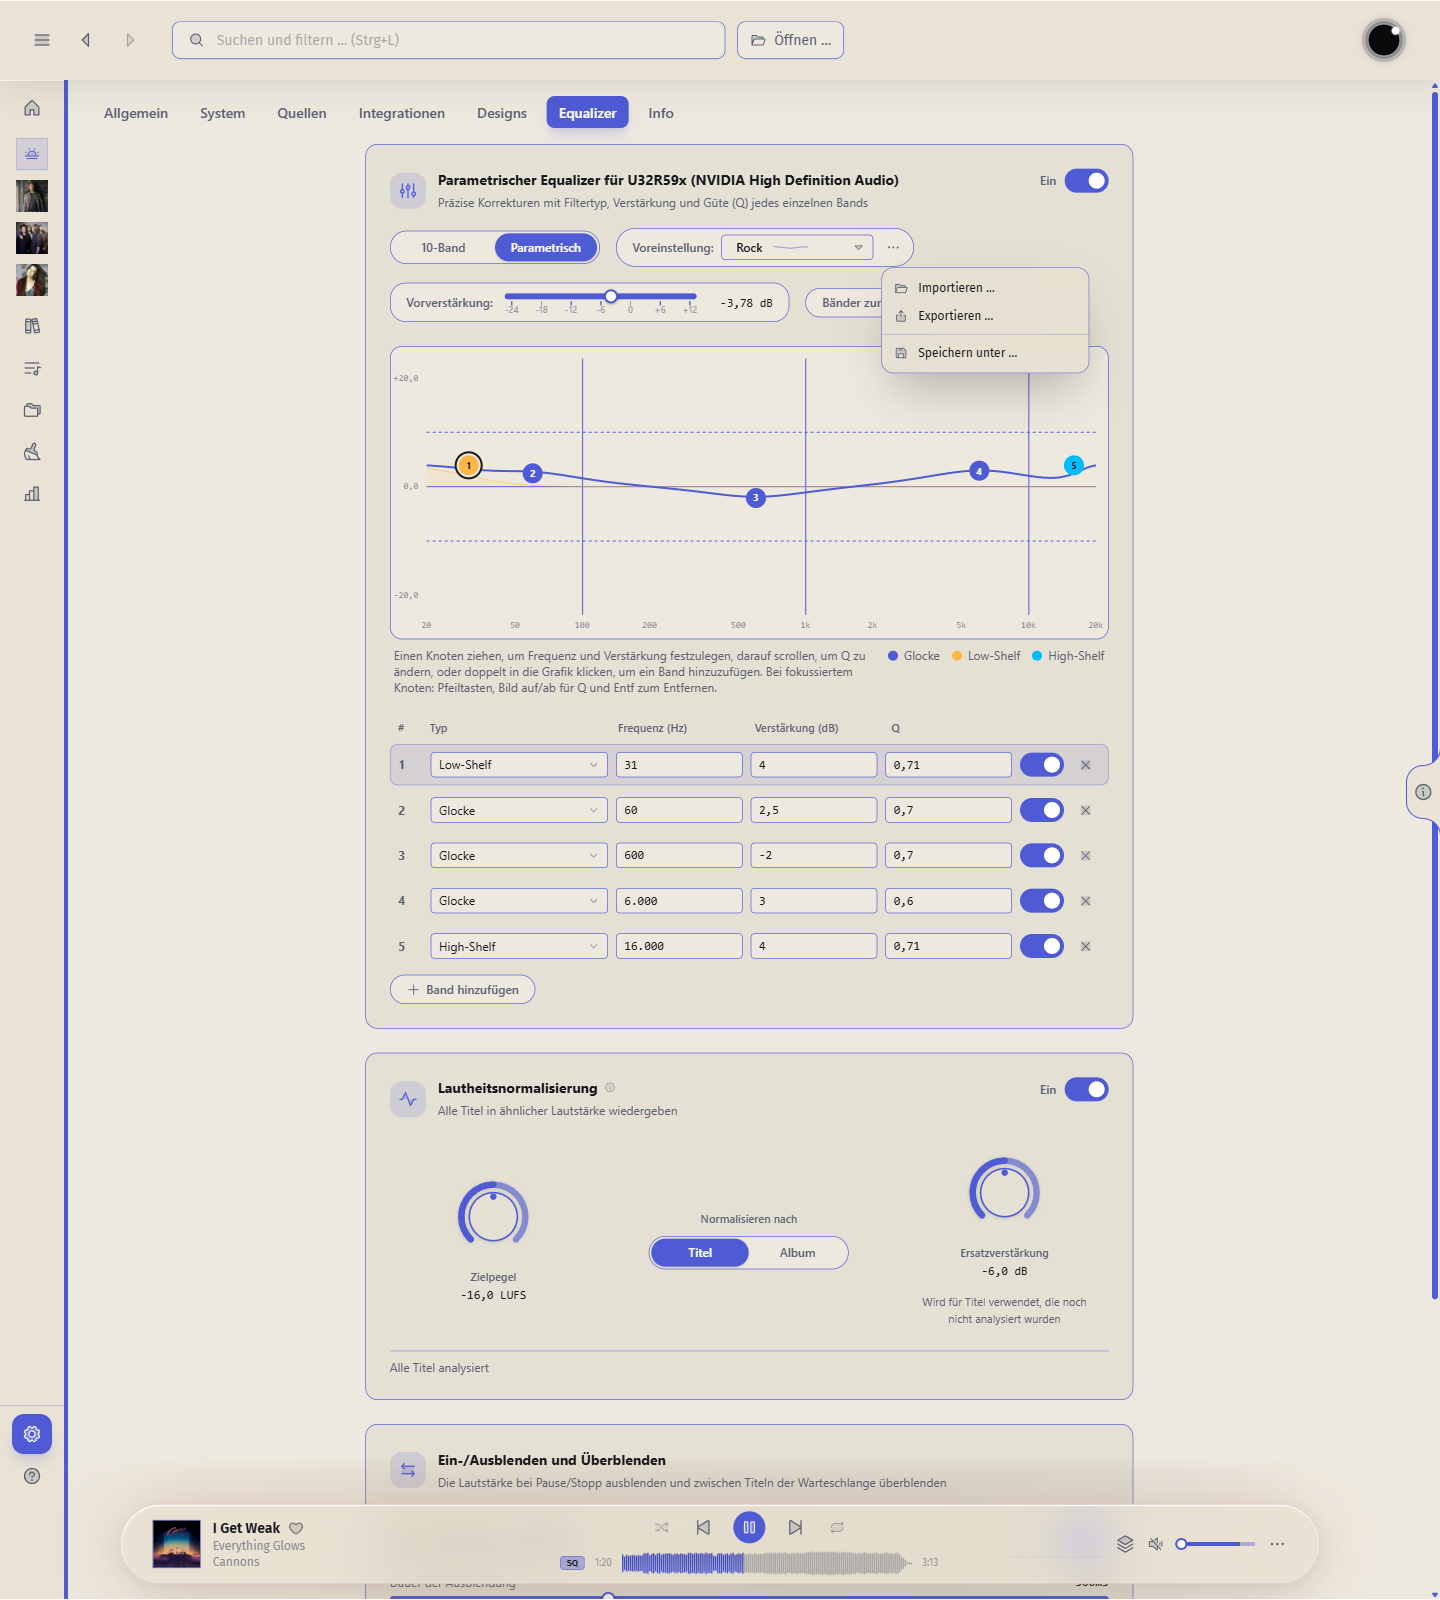 Suchen und filtern ... (Strg+L)
Öffnen ...
Allgemein
System
Quellen
Integrationen
Designs
Equalizer
Info
Parametrischer Equalizer für U32R59x (NVIDIA High Definition Audio)
Präzise Korrekturen mit Filtertyp, Verstärkung und Güte (Q) jedes einzelnen Bands
Ein
10-Band
Parametrisch
Voreinstellung:
Rock
...
Importieren ...
Exportieren ...
Speichern unter ...
Vorverstärkung:
-24 -18 -12 -6 0 +6 +12
-3,78 dB
Bänder zur
+20,0
0,0
-20,0
20 50 100 200 500 1k 2k 5k 10k 20k
1
2
3
4
5
Einen Knoten ziehen, um Frequenz und Verstärkung festzulegen, darauf scrollen, um Q zu
ändern, oder doppelt in die Grafik klicken, um ein Band hinzuzufügen. Bei fokussiertem
Knoten: Pfeiltasten, Bild auf/ab für Q und Entf zum Entfernen.
Glocke
Low-Shelf
High-Shelf
# Typ Frequenz (Hz) Verstärkung (dB) Q
1 Low-Shelf 31 4 0,71
2 Glocke 60 2,5 0,7
3 Glocke 600 -2 0,7
4 Glocke 6.000 3 0,6
5 High-Shelf 16.000 4 0,71
Band hinzufügen
Lautheitsnormalisierung
Alle Titel in ähnlicher Lautstärke wiedergeben
Ein
Zielpegel
-16,0 LUFS
Normalisieren nach
Titel
Album
Ersatzverstärkung
-6,0 dB
Wird für Titel verwendet, die noch
nicht analysiert wurden
Alle Titel analysiert
Ein-/Ausblenden und Überblenden
Die Lautstärke bei Pause/Stopp ausblenden und zwischen Titeln der Warteschlange überblenden
I Get Weak
Everything Glows
Cannons
SQ
1:20
3:13
Dauer der Ausblendung